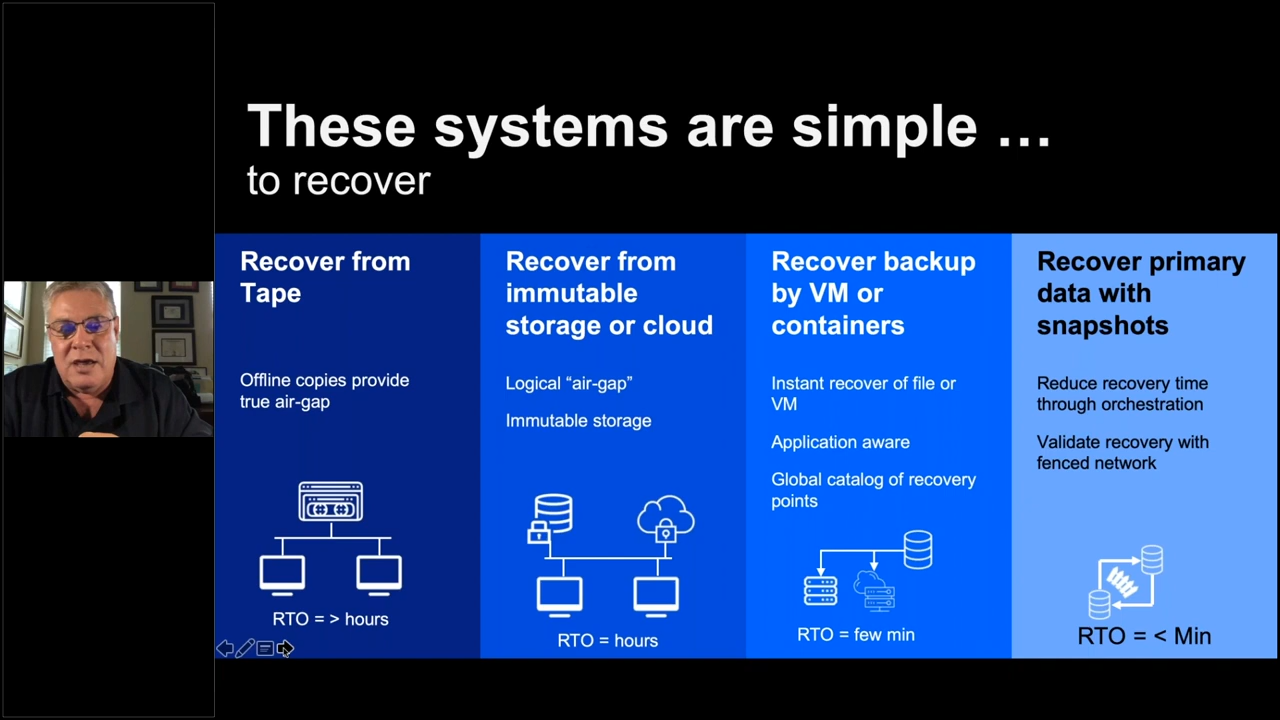 These systems are simple …
to recover
Recover from
Tape
Offline copies provide
true air-gap
RTO = > hours
Recover from
immutable
storage or cloud
Logical “air-gap”
Immutable storage
RTO = hours
Recover backup
by VM or
containers
Instant recover of file or
VM
Application aware
Global catalog of recovery
points
RTO = few min
Recover primary
data with
snapshots
Reduce recovery time
through orchestration
Validate recovery with
fenced network
RTO = < Min